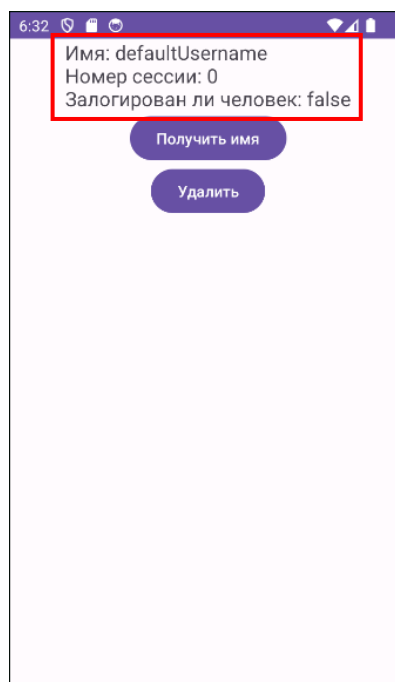 6:32
Имя: defaultUsername
Номер сессии: 0
Залогирован ли человек: false
Получить имя
Удалить